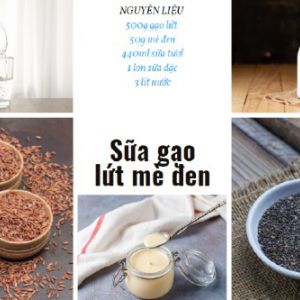 NGUYÊN LIỆU
500g gạo lứt
50g mè đen
440ml sữa tươi
1 lon sữa đặc
3 lít nước
Sữa gạo
lứt mè đen